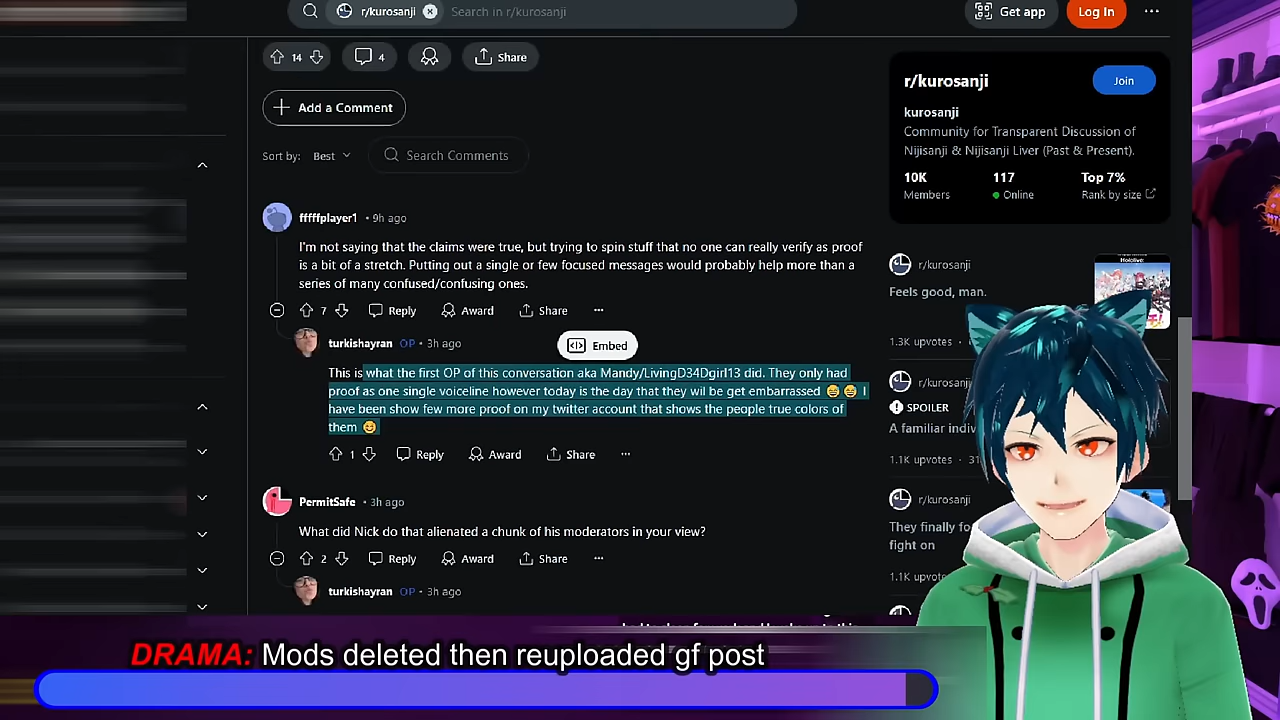 r/kurosanji
Search in r/kurosanji
Get app
Log In
14
4
Share
Add a Comment
Sort by: Best
Search Comments
fffffplayer1 • 9h ago
I'm not saying that the claims were true, but trying to spin stuff that no one can really verify as proof
is a bit of a stretch. Putting out a single or few focused messages would probably help more than a
series of many confused/confusing ones.
7
Reply
Award
Share
turkishayran OP • 3h ago
Embed
This is what the first OP of this conversation aka Mandy/LivingD34Dgirl13 did. They only had
proof as one single voiceline however today is the day that they wil be get embarrassed 😄😄 I
have been show few more proof on my twitter account that shows the people true colors of
them 😄
1
Reply
Award
Share
PermitSafe • 3h ago
What did Nick do that alienated a chunk of his moderators in your view?
2
Reply
Award
Share
turkishayran OP • 3h ago
r/kurosanji
Join
kurosanji
Community for Transparent Discussion of
Nijisanji & Nijisanji Liver (Past & Present).
10K
117
Top 7%
Members
Online
Rank by size
r/kurosanji
Feels good, man.
1.3K upvotes •
r/kurosanji
SPOILER
A familiar
1.1K upvotes •
r/kurosanji
They finally
fight on
1.1K
DRAMA: Mods deleted then reuploaded gf post